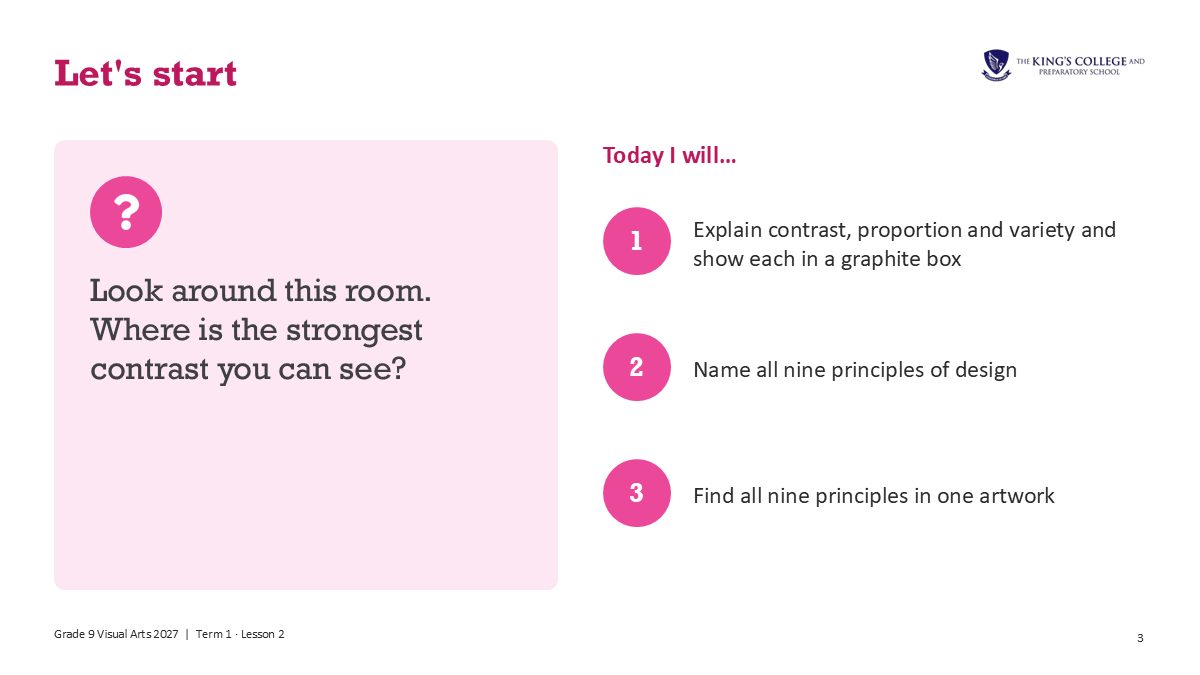 Let's start
THE KING'S COLLEGE AND
PREPARATORY SCHOOL
?
Look around this room.
Where is the strongest
contrast you can see?
Today I will...
1
Explain contrast, proportion and variety and
show each in a graphite box
2
Name all nine principles of design
3
Find all nine principles in one artwork
Grade 9 Visual Arts 2027 | Term 1 · Lesson 2
3